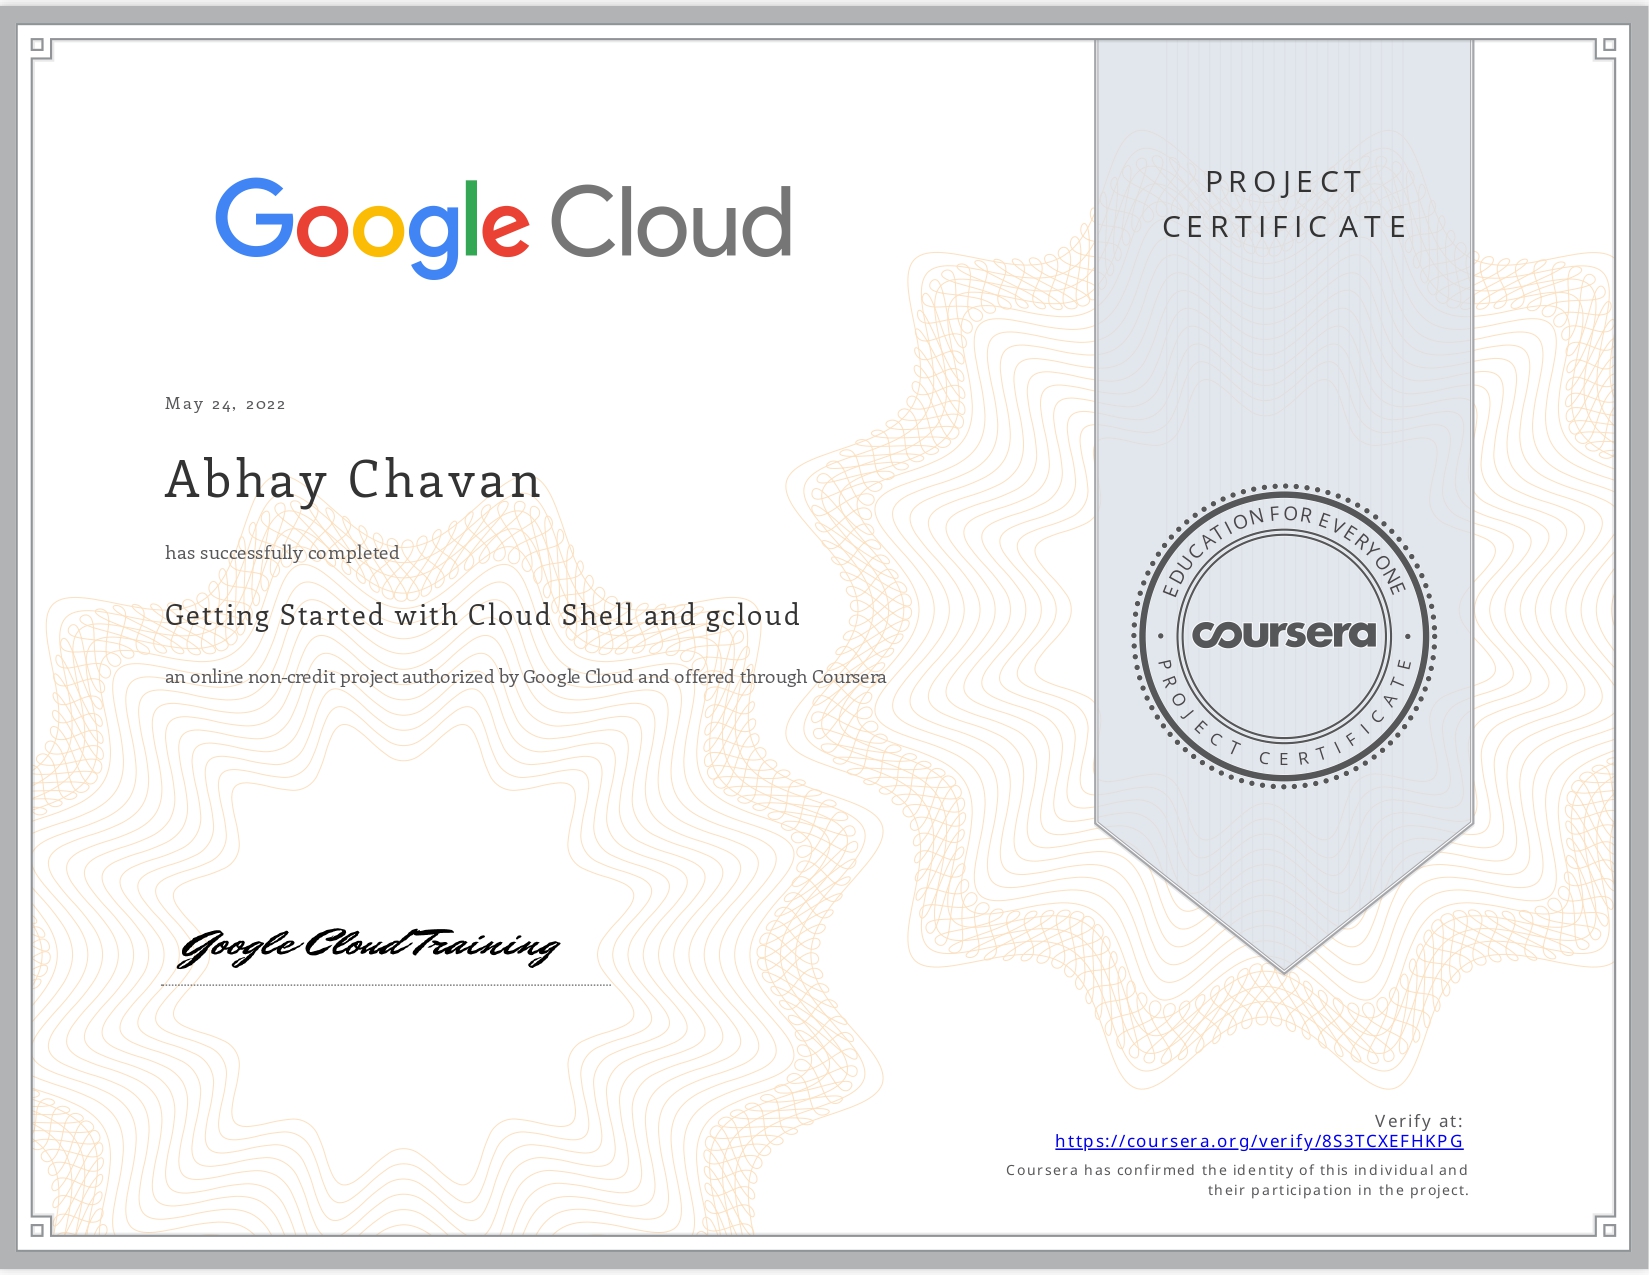 Google Cloud
PROJECT
CERTIFICATE
May 24, 2022
Abhay Chavan
has successfully completed
Getting Started with Cloud Shell and gcloud
an online non-credit project authorized by Google Cloud and offered through Coursera
EDUCATION FOR EVERYONE
coursera
PROJECT CERTIFICATE
Google Cloud Training
Verify at:
https://coursera.org/verify/8S3TCXEFHKPG
Coursera has confirmed the identity of this individual and
their participation in the project.